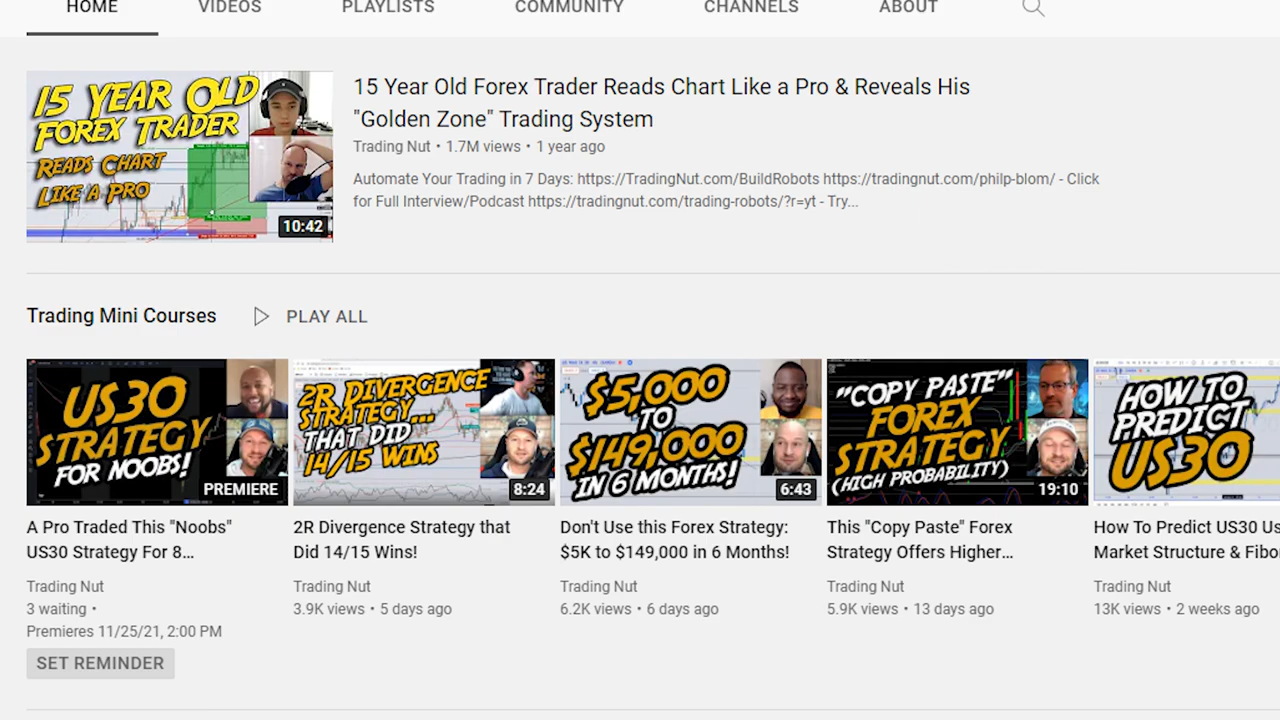 HOME VIDEOS PLAYLISTS COMMUNITY CHANNELS ABOUT
15 YEAR OLD
FOREX TRADER
READS CHART
LIKE A PRO
10:42
15 Year Old Forex Trader Reads Chart Like a Pro & Reveals His
"Golden Zone" Trading System
Trading Nut • 1.7M views • 1 year ago
Automate Your Trading in 7 Days: https://TradingNut.com/BuildRobots https://tradingnut.com/philp-blom/ - Click
for Full Interview/Podcast https://tradingnut.com/trading-robots/?r=yt - Try...
Trading Mini Courses PLAY ALL
US30
STRATEGY
FOR NOOBS!
PREMIERE
A Pro Traded This "Noobs"
US30 Strategy For 8...
Trading Nut
3 waiting •
Premieres 11/25/21, 2:00 PM
SET REMINDER
2R DIVERGENCE
STRATEGY...
THAT DID
14/15 WINS
8:24
2R Divergence Strategy that
Did 14/15 Wins!
Trading Nut
3.9K views • 5 days ago
$5,000
TO
$149,000
IN 6 MONTHS!
6:43
Don't Use this Forex Strategy:
$5K to $149,000 in 6 Months!
Trading Nut
6.2K views • 6 days ago
"COPY PASTE"
FOREX
STRATEGY
(HIGH PROBABILITY)
19:10
This "Copy Paste" Forex
Strategy Offers Higher...
Trading Nut
5.9K views • 13 days ago
HOW TO
PREDICT
US30
How To Predict US30 Us
Market Structure & Fibo
Trading Nut
13K views • 2 weeks ago